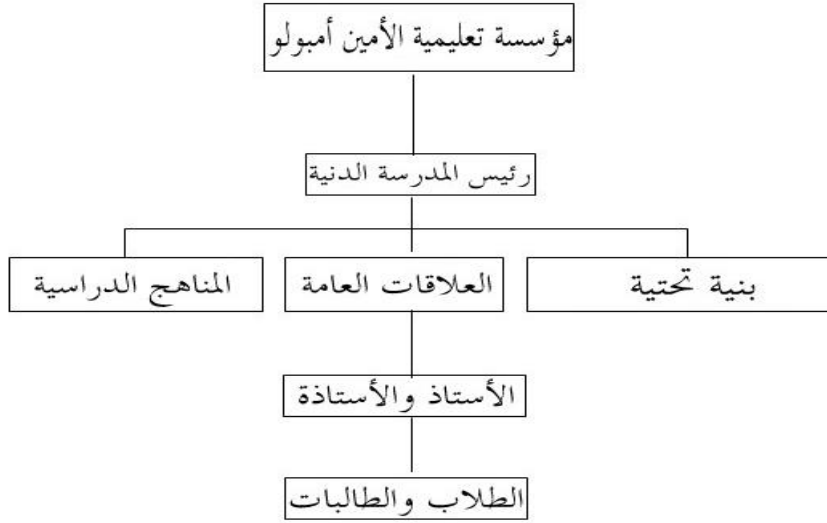 مؤسسة تعليمية الأمين أمبولو
رئيس المدرسة الدنية
بنية تحتية
العلاقات العامة
المناهج الدراسية
الأستاذ والأستاذة
الطلاب والطالبات